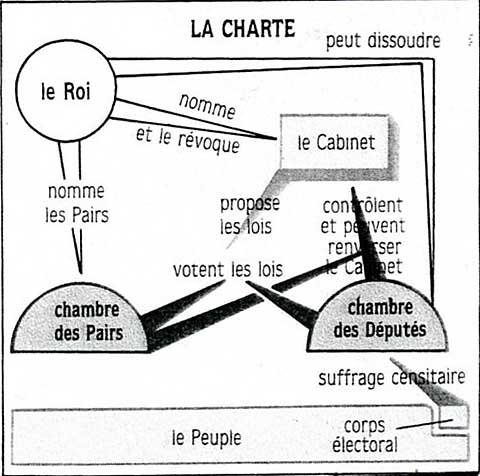 LA CHARTE
peut dissoudre
le Roi
nomme
et le révoque
le Cabinet
nomme
les Pairs
propose
les lois
contrôlent
et peuvent
renverser
le Cabinet
votent les lois
chambre
des Pairs
chambre
des Députés
suffrage censitaire
le Peuple
corps
électoral